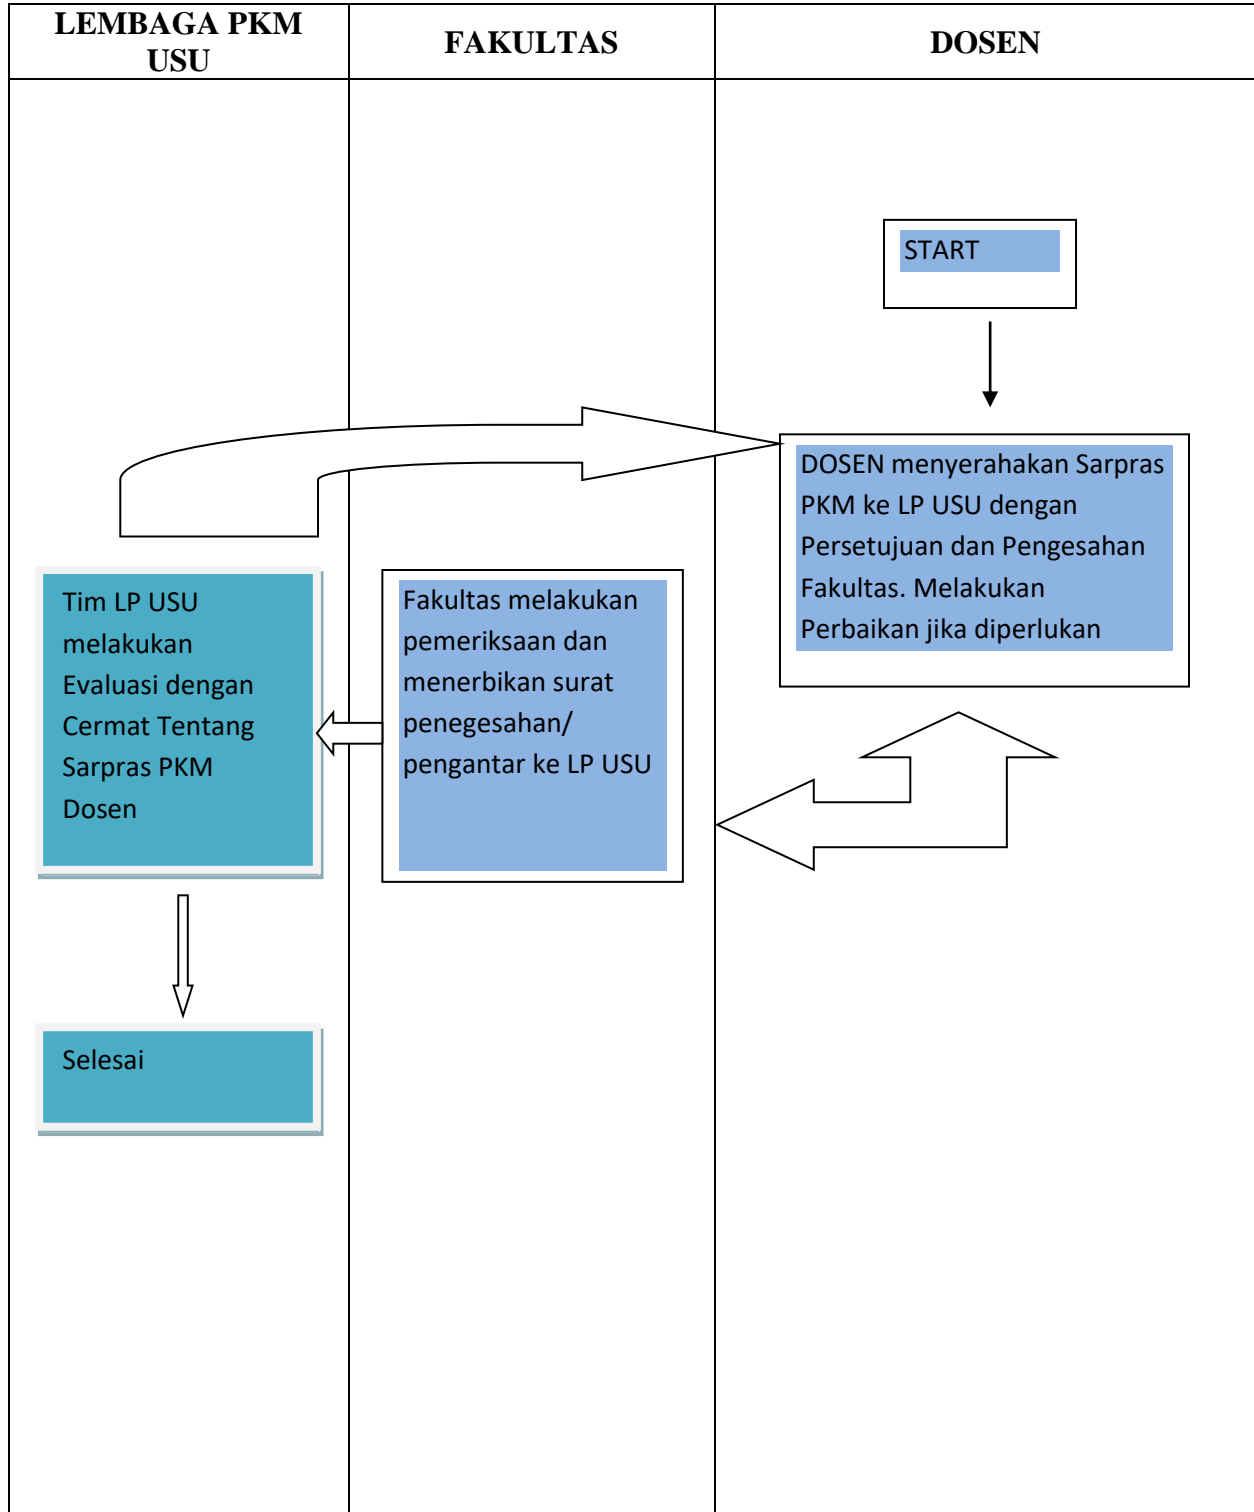 LEMBAGA PKM
USU
FAKULTAS
DOSEN
START
DOSEN menyerahakan Sarpras
PKM ke LP USU dengan
Persetujuan dan Pengesahan
Fakultas. Melakukan
Perbaikan jika diperlukan
Tim LP USU
melakukan
Evaluasi dengan
Cermat Tentang
Sarpras PKM
Dosen
Fakultas melakukan
pemeriksaan dan
menerbikan surat
penegesahan/
pengantar ke LP USU
Selesai